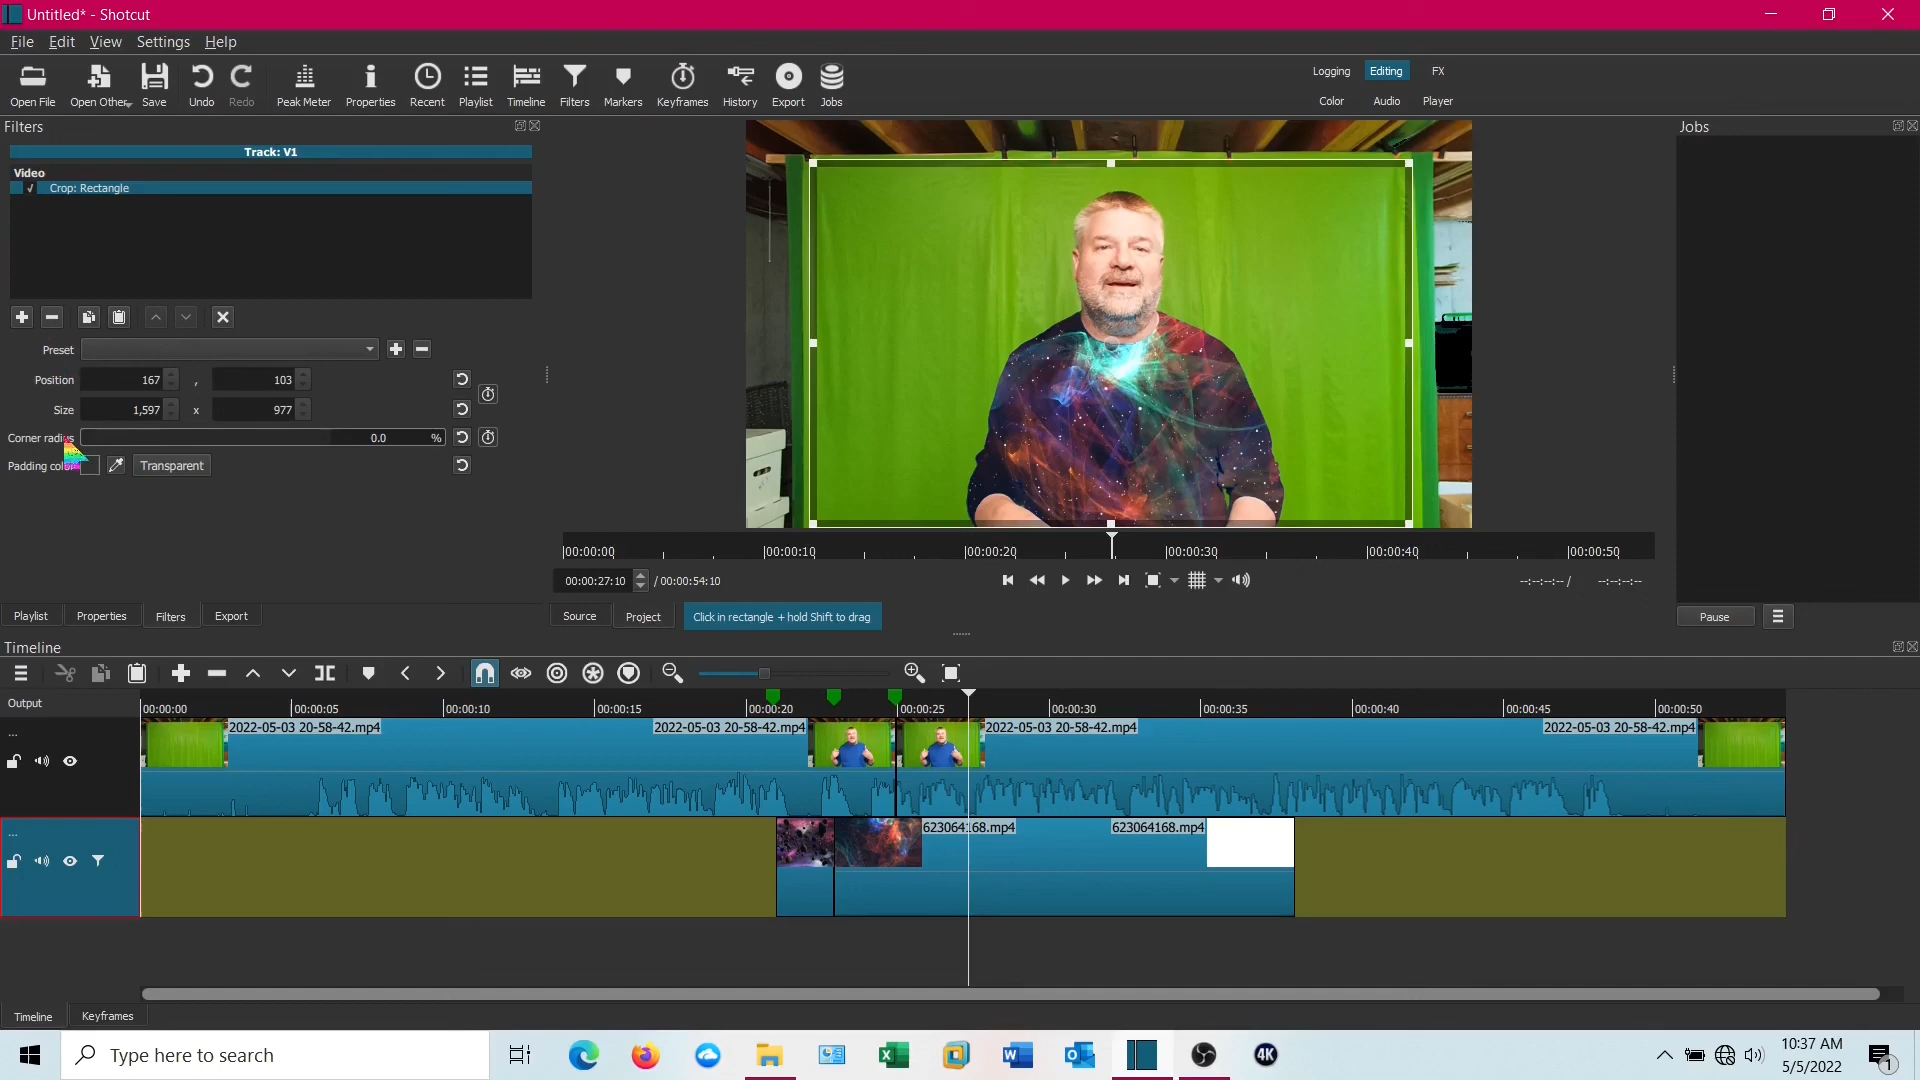 Untitled* - Shotcut
File Edit View Settings Help
Open File Open Other Save Undo Redo Peak Meter Properties Recent Playlist Timeline Filters Markers Keyframes History Export Jobs
Logging Editing FX
Color Audio Player
Filters
Track: V1
Video
✓ Crop: Rectangle
Preset
Position 167 , 103
Size 1,597 x 977
Corner radius 0.0 %
Padding color Transparent
Playlist Properties Filters Export
00:00:00 00:00:10 00:00:20 00:00:30 00:00:40 00:00:50
00:00:27:10 / 00:00:54:10 --:--:--:-- / --:--:--:--
Source Project Click in rectangle + hold Shift to drag
Jobs
Pause
Timeline
Output 00:00:00 00:00:05 00:00:10 00:00:15 00:00:20 00:00:25 00:00:30 00:00:35 00:00:40 00:00:45 00:00:50
... 2022-05-03 20-58-42.mp4 2022-05-03 20-58-42.mp4 2022-05-03 20-58-42.mp4 2022-05-03 20-58-42.mp4
... 623064168.mp4 623064168.mp4
Timeline Keyframes
Type here to search
4K
10:37 AM
5/5/2022
1